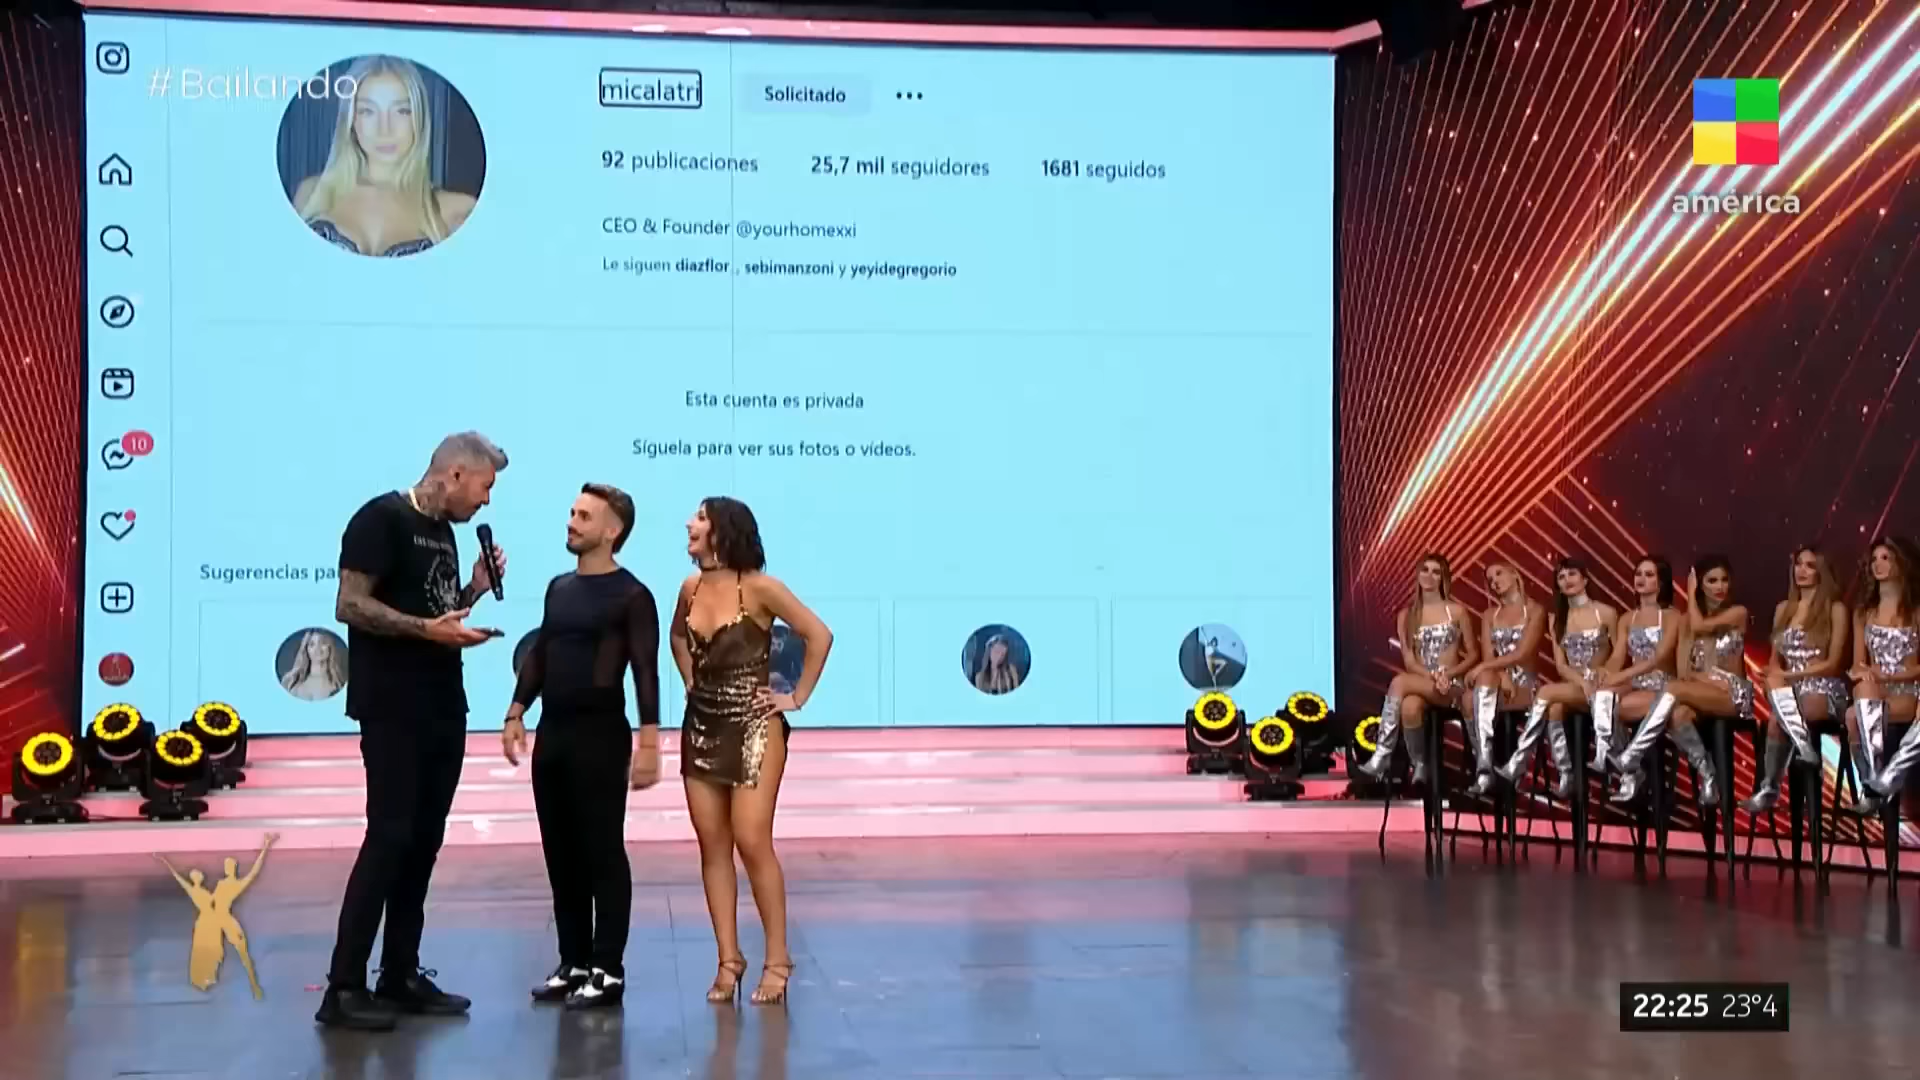 #Bailando
micalatri
Solicitado
92 publicaciones
25,7 mil seguidores
1681 seguidos
CEO & Founder @yourhomexxi
Le siguen diazflor_, sebimanzoni y yeyidegregorio
Esta cuenta es privada
Síguela para ver sus fotos o vídeos.
10
Sugerencias pa
américa
22:25 23°4